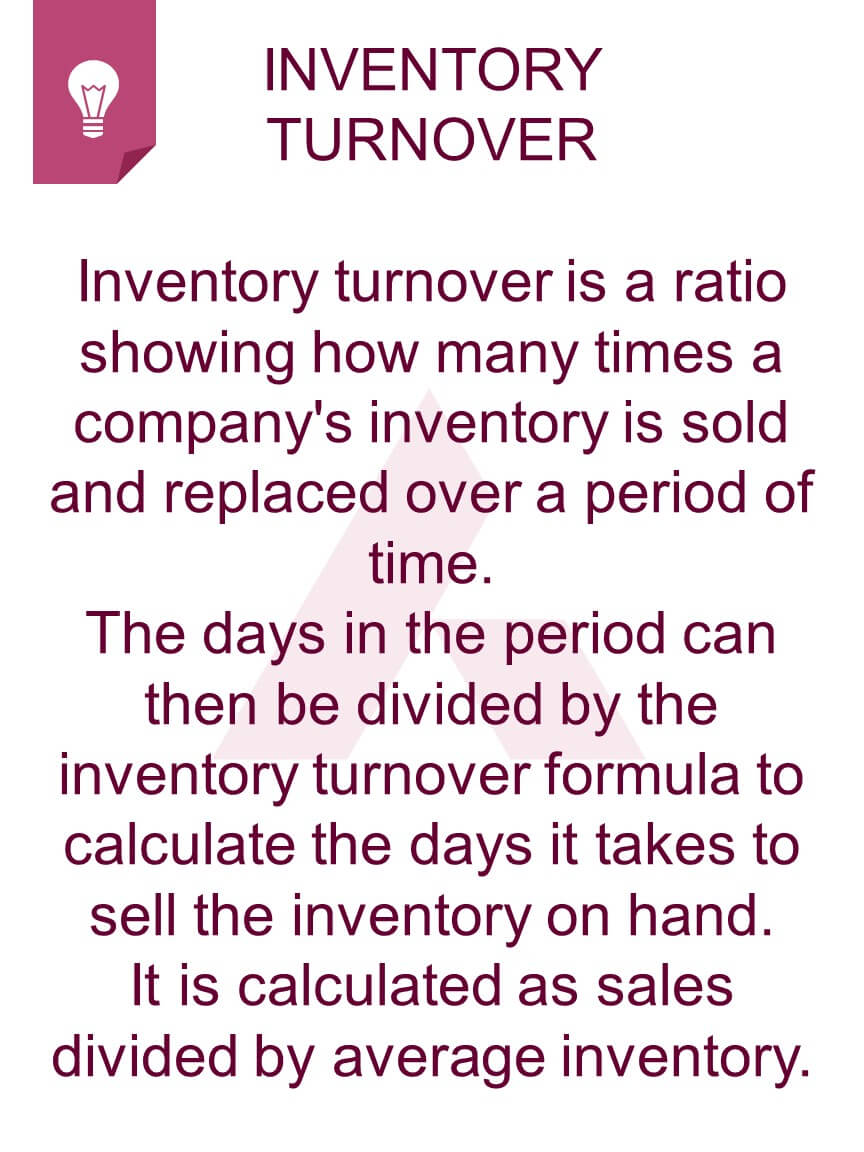 INVENTORY
TURNOVER
Inventory turnover is a ratio
showing how many times a
company's inventory is sold
and replaced over a period of
time.
The days in the period can
then be divided by the
inventory turnover formula to
calculate the days it takes to
sell the inventory on hand.
It is calculated as sales
divided by average inventory.